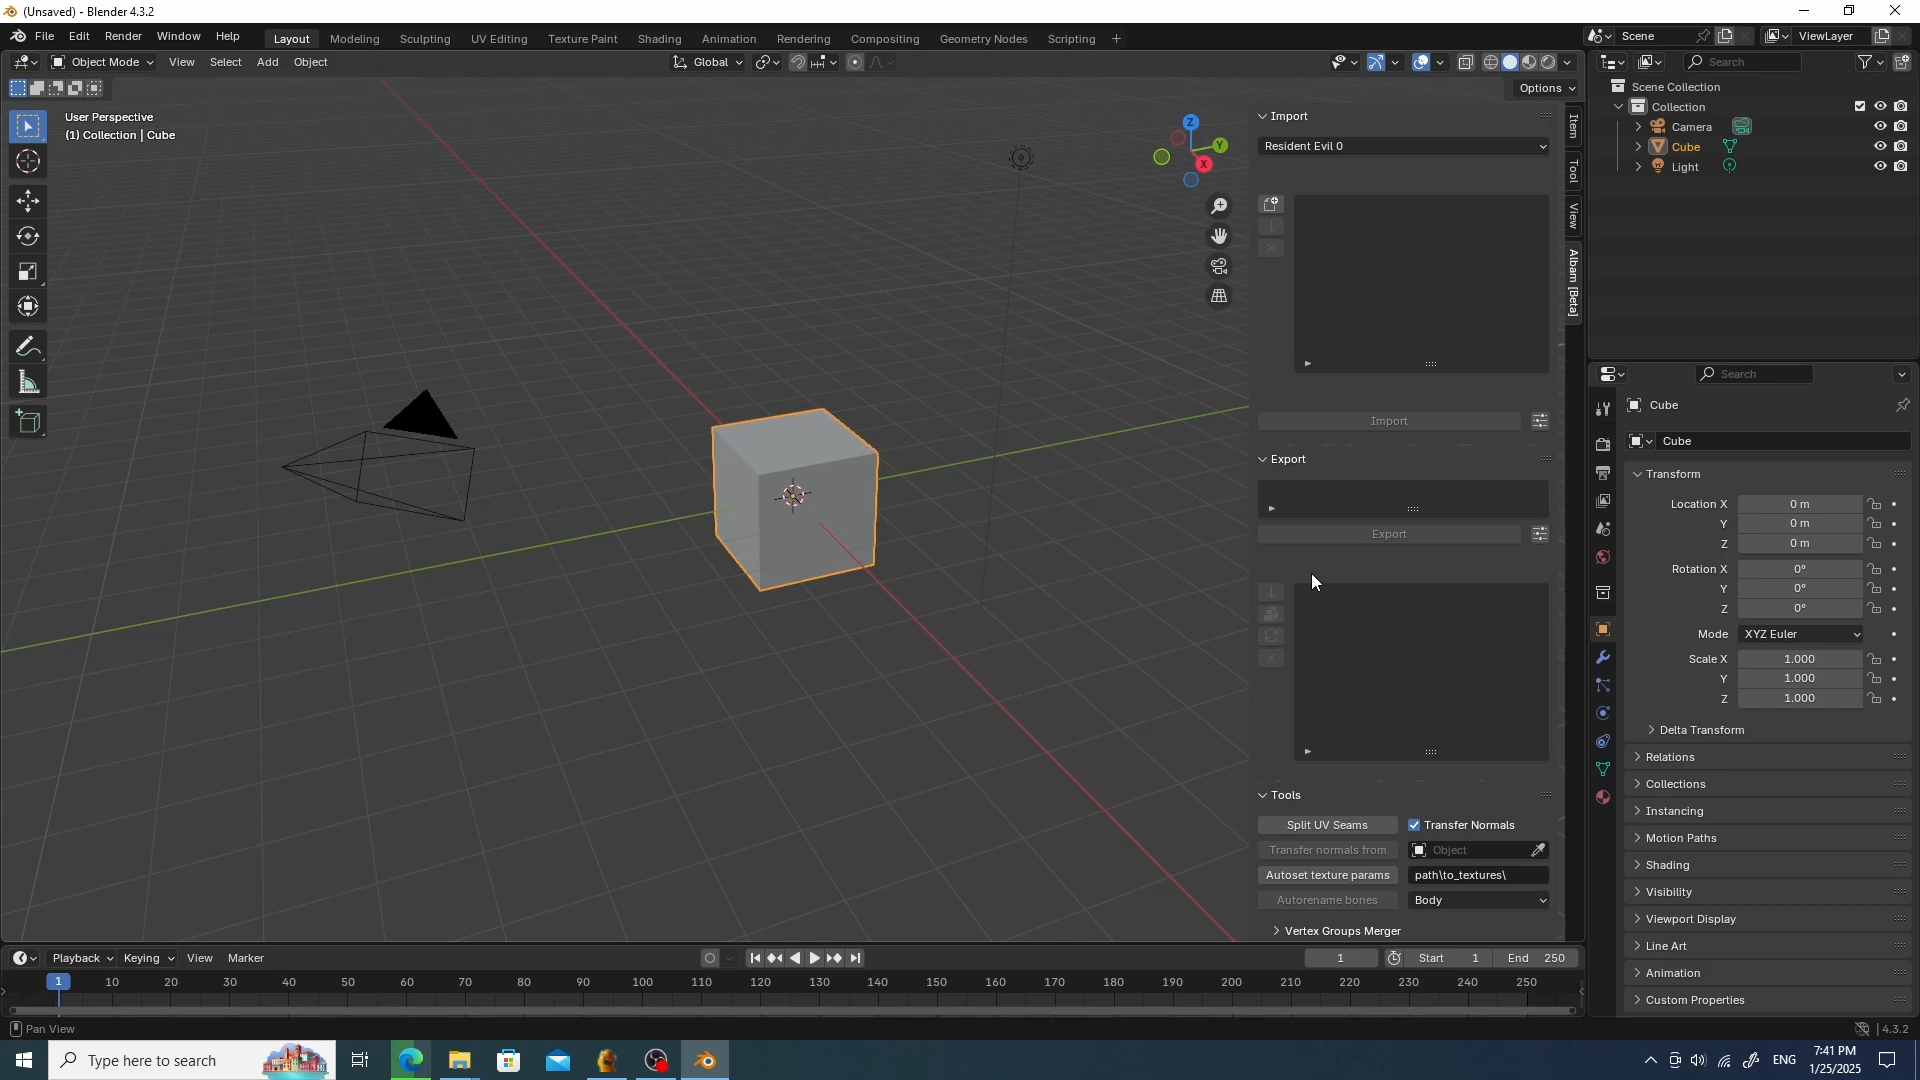 (Unsaved) - Blender 4.3.2
File Edit Render Window Help Layout Modeling Sculpting UV Editing Texture Paint Shading Animation Rendering Compositing Geometry Nodes Scripting + Scene ViewLayer
Object Mode View Select Add Object Global Search
Options
User Perspective
(1) Collection | Cube
Z
Y
X
Import
Resident Evil 0
Import
Export
Export
Tools
Split UV Seams Transfer Normals
Transfer normals from Object
Autoset texture params path\to_textures\
Autorename bones Body
Vertex Groups Merger
Item
Tool
View
Albam [Beta]
Scene Collection
Collection
Camera
Cube
Light
Search
Cube
Cube
Transform
Location X 0 m
Y 0 m
Z 0 m
Rotation X 0°
Y 0°
Z 0°
Mode XYZ Euler
Scale X 1.000
Y 1.000
Z 1.000
Delta Transform
Relations
Collections
Instancing
Motion Paths
Shading
Visibility
Viewport Display
Line Art
Animation
Custom Properties
Playback Keying View Marker 1 Start 1 End 250
1 10 20 30 40 50 60 70 80 90 100 110 120 130 140 150 160 170 180 190 200 210 220 230 240 250
Pan View 4.3.2
Type here to search ENG 7:41 PM
1/25/2025